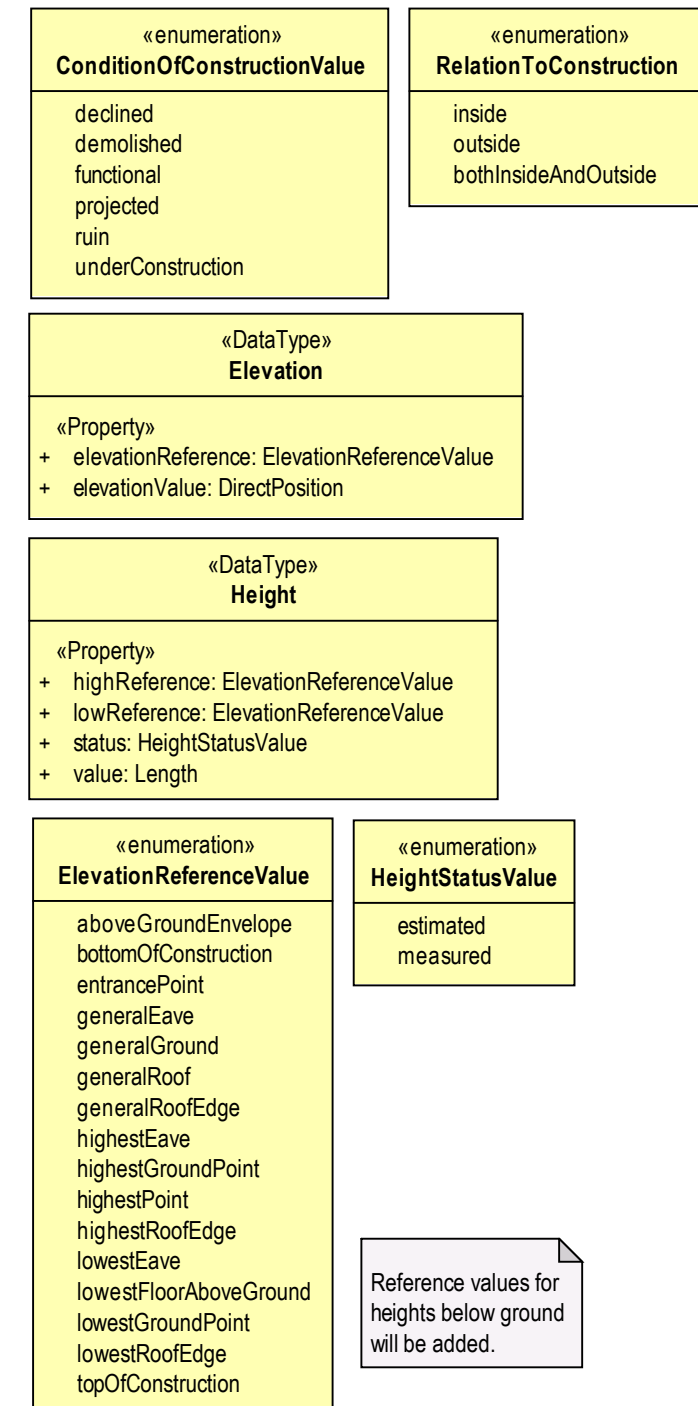 «enumeration»
ConditionOfConstructionValue
declined
demolished
functional
projected
ruin
underConstruction
«enumeration»
RelationToConstruction
inside
outside
bothInsideAndOutside
«DataType»
Elevation
«Property»
+ elevationReference: ElevationReferenceValue
+ elevationValue: DirectPosition
«DataType»
Height
«Property»
+ highReference: ElevationReferenceValue
+ lowReference: ElevationReferenceValue
+ status: HeightStatusValue
+ value: Length
«enumeration»
ElevationReferenceValue
aboveGroundEnvelope
bottomOfConstruction
entrancePoint
generalEave
generalGround
generalRoof
generalRoofEdge
highestEave
highestGroundPoint
highestPoint
highestRoofEdge
lowestEave
lowestFloorAboveGround
lowestGroundPoint
lowestRoofEdge
topOfConstruction
«enumeration»
HeightStatusValue
estimated
measured
Reference values for
heights below ground
will be added.